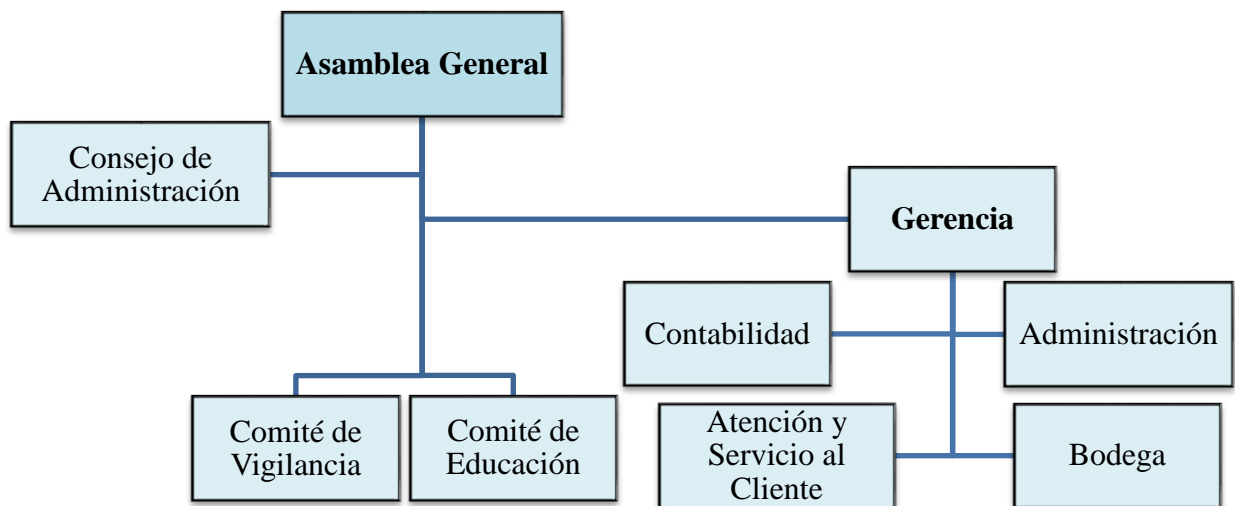 Asamblea General
Consejo de
Administración
Gerencia
Contabilidad
Administración
Comité de
Vigilancia
Comité de
Educación
Atención y
Servicio al
Cliente
Bodega